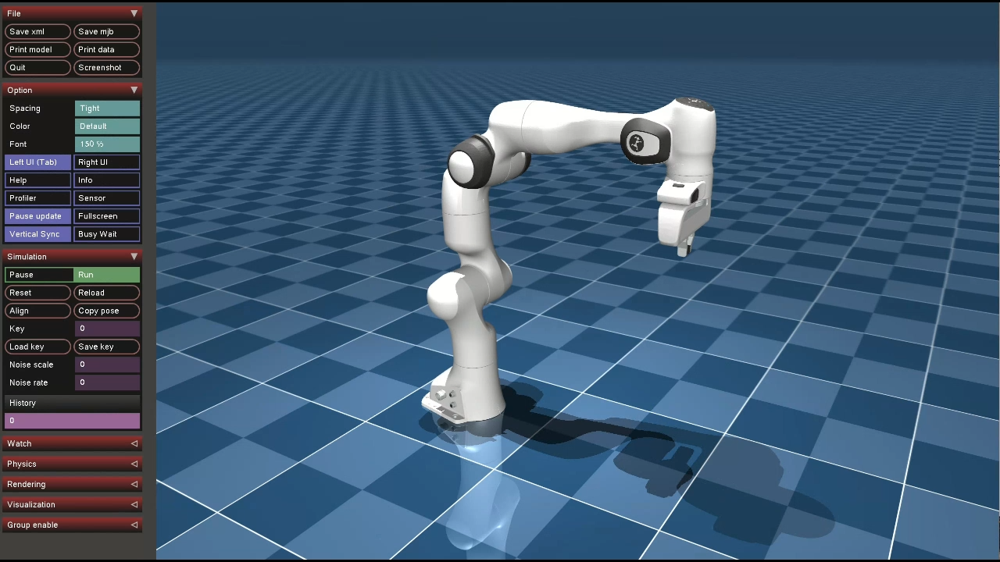 File
Save xml Save mjb
Print model Print data
Quit Screenshot
Option
Spacing Tight
Color Default
Font 150 %
Left UI (Tab) Right UI
Help Info
Profiler Sensor
Pause update Fullscreen
Vertical Sync Busy Wait
Simulation
Pause Run
Reset Reload
Align Copy pose
Key 0
Load key Save key
Noise scale 0
Noise rate 0
History
0
Watch
Physics
Rendering
Visualization
Group enable